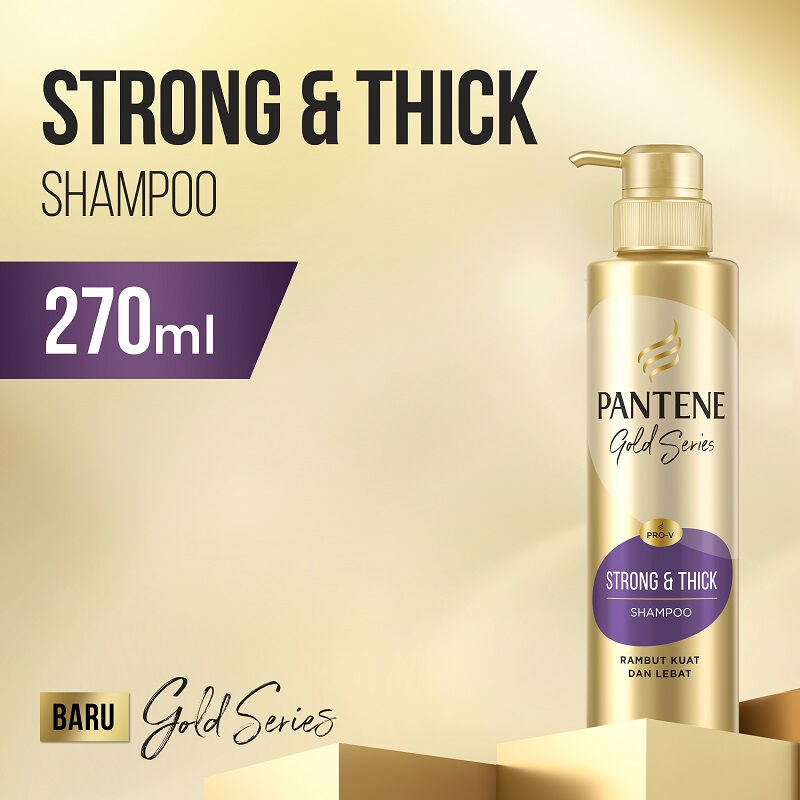 STRONG & THICK
SHAMPOO
270ml
PANTENE
Gold Series
PRO-V
STRONG & THICK
SHAMPOO
RAMBUT KUAT
DAN LEBAT
BARU Gold Series